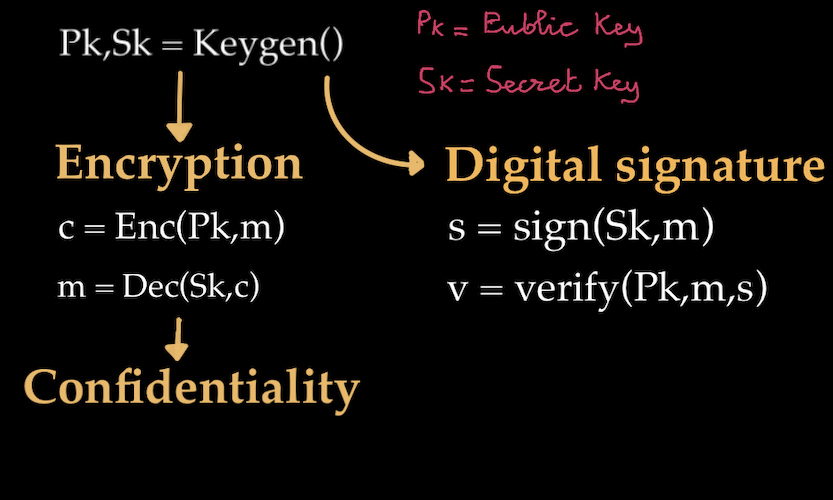 Pk,Sk = Keygen()
Pk = Public Key
Sk = Secret Key
Encryption
c = Enc(Pk,m)
m = Dec(Sk,c)
Confidentiality
Digital signature
s = sign(Sk,m)
v = verify(Pk,m,s)